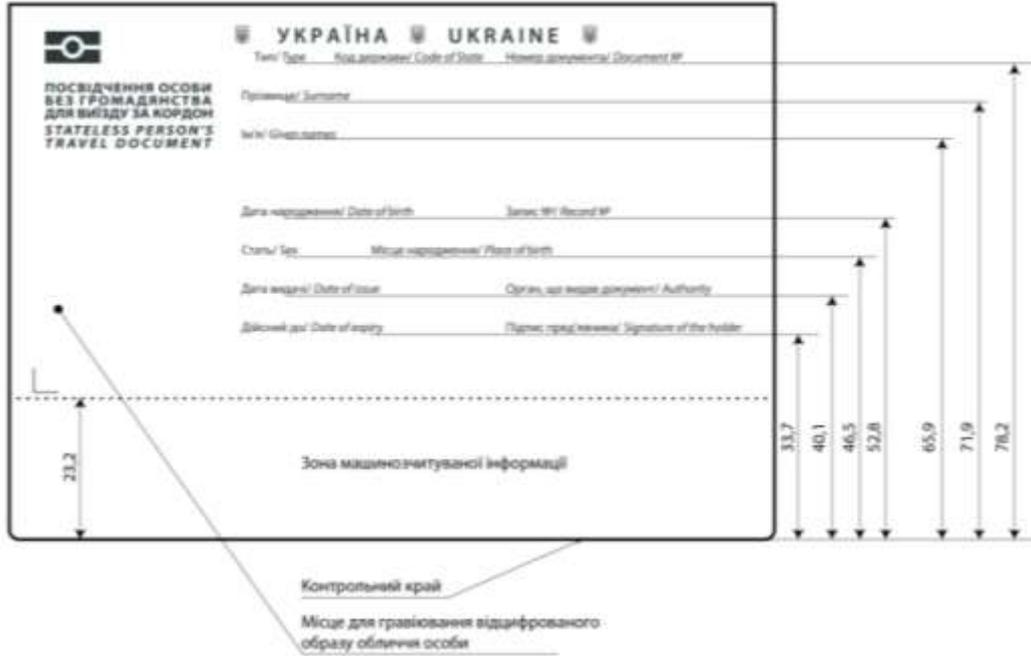 УКРАЇНА UKRAINE
Тип/ Type Код держави/ Code of State Номер документа/ Document №
ПОСВІДЧЕННЯ ОСОБИ
БЕЗ ГРОМАДЯНСТВА
ДЛЯ ВИЇЗДУ ЗА КОРДОН
STATELESS PERSON'S
TRAVEL DOCUMENT
Прізвище/ Surname
Ім'я/ Given names
Дата народження/ Date of birth Запис №/ Record №
Стать/ Sex Місце народження/ Place of birth
Дата видачі/ Date of issue Орган, що видав документ/ Authority
Дійсний до/ Date of expiry Підпис пред'явника/ Signature of the holder
23,2
Зона машинозчитуваної інформації
33,7
40,1
46,5
52,8
65,9
71,9
78,2
Контрольний край
Місце для гравіювання відцифрованого
образу обличчя особи